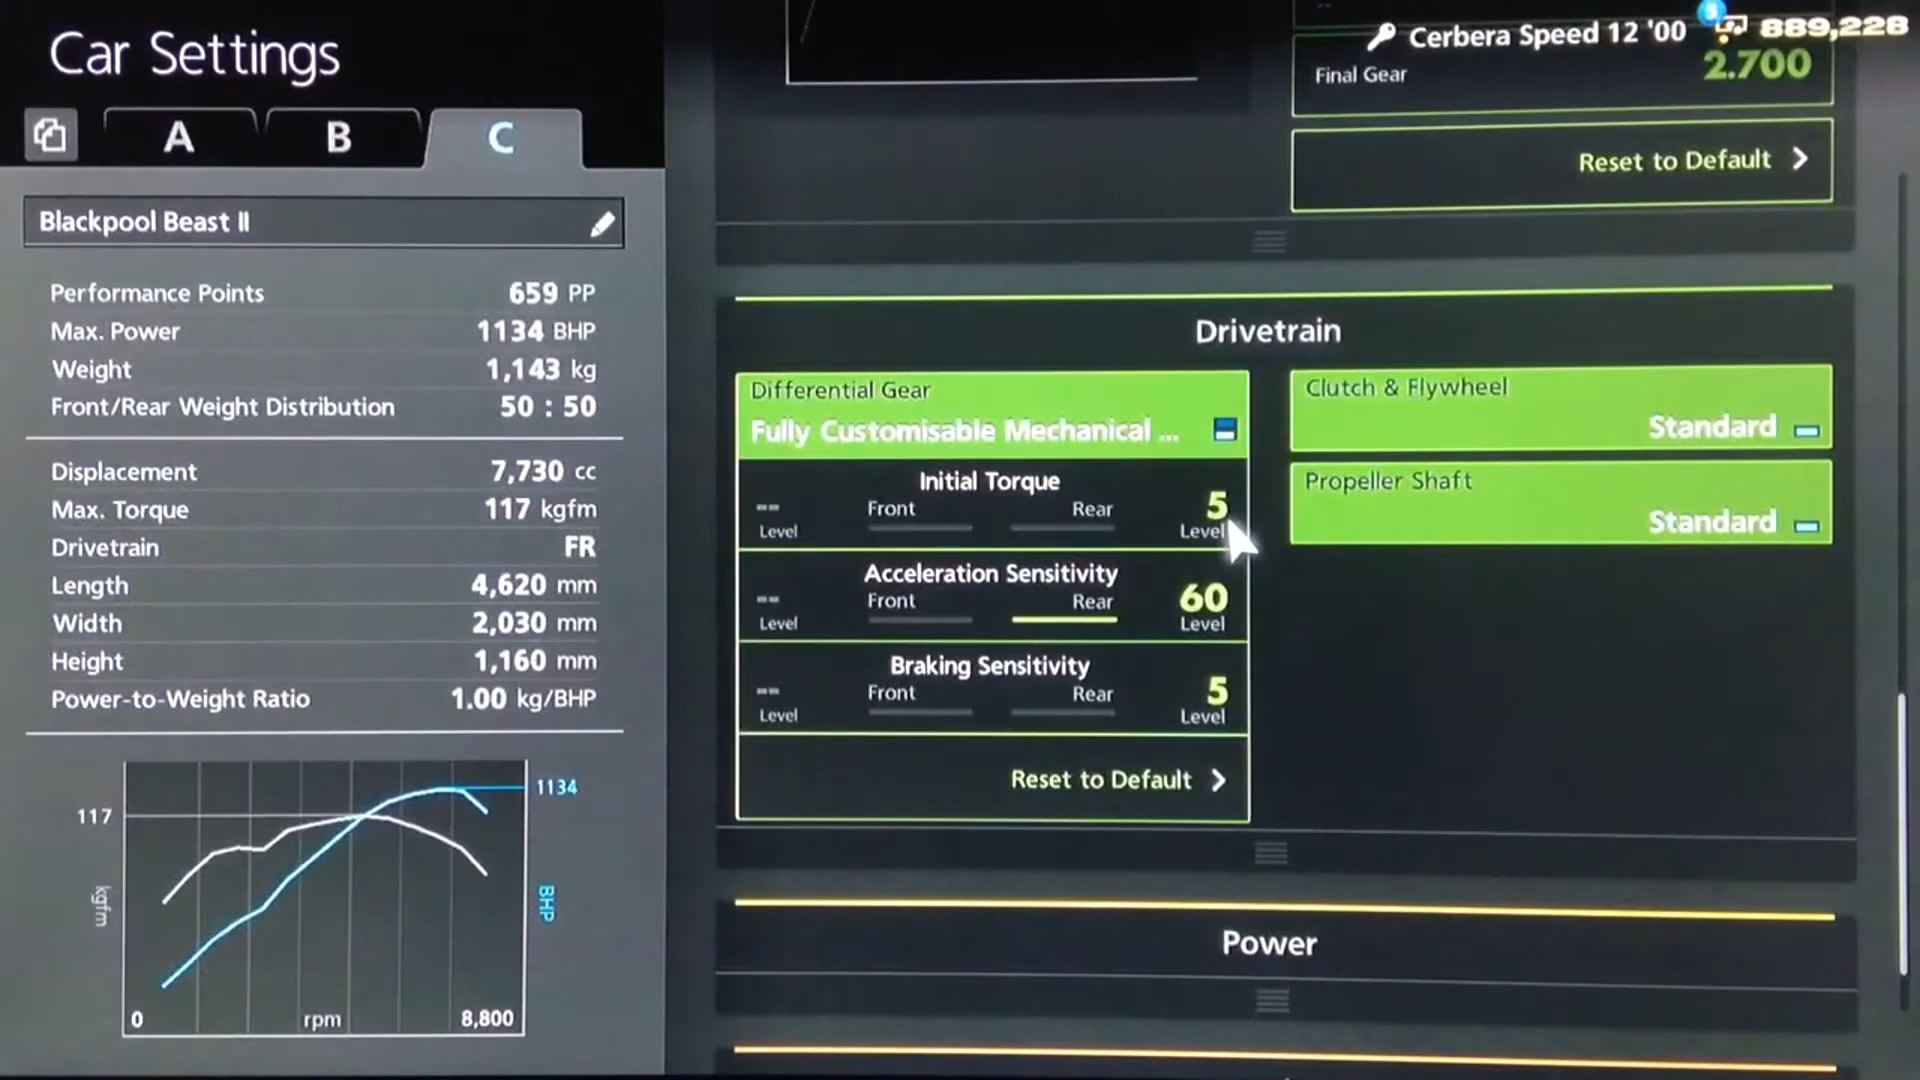 Car Settings
Cerbera Speed 12 '00
5
889,228
A
B
C
Blackpool Beast II
Performance Points 659 PP
Max. Power 1134 BHP
Weight 1,143 kg
Front/Rear Weight Distribution 50 : 50
Displacement 7,730 cc
Max. Torque 117 kgfm
Drivetrain FR
Length 4,620 mm
Width 2,030 mm
Height 1,160 mm
Power-to-Weight Ratio 1.00 kg/BHP
1134
117
kgfm
BHP
0 rpm 8,800
--
Final Gear 2.700
Reset to Default
Drivetrain
Differential Gear
Fully Customisable Mechanical ...
Initial Torque
-- Front Rear 5
Level Level
Acceleration Sensitivity
-- Front Rear 60
Level Level
Braking Sensitivity
-- Front Rear 5
Level Level
Reset to Default
Clutch & Flywheel
Standard
Propeller Shaft
Standard
Power